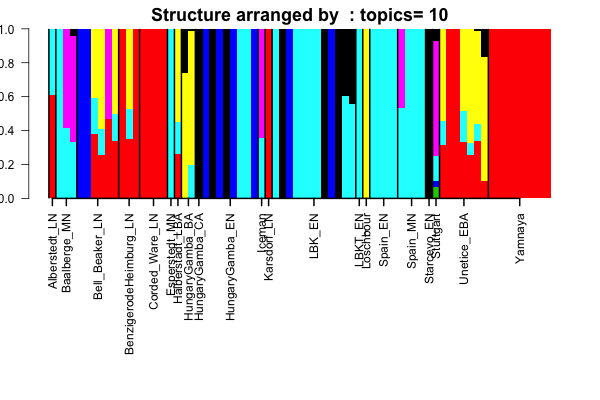 Structure arranged by : topics= 10
1.0
0.8
0.6
0.4
0.2
0.0
Alberstedt_LN
Baalberge_MN
Bell_Beaker_LN
BenzigerodeHeimburg_LN
Corded_Ware_LN
Esperstedt_MN
Halberstadt_LBA
HungaryGamba_BA
HungaryGamba_CA
HungaryGamba_EN
Iceman
Karsdorf_LN
LBK_EN
LBKT_EN
Loschbour
Spain_EN
Spain_MN
Starcevo_EN
Stuttgart
Unetice_EBA
Yamnaya